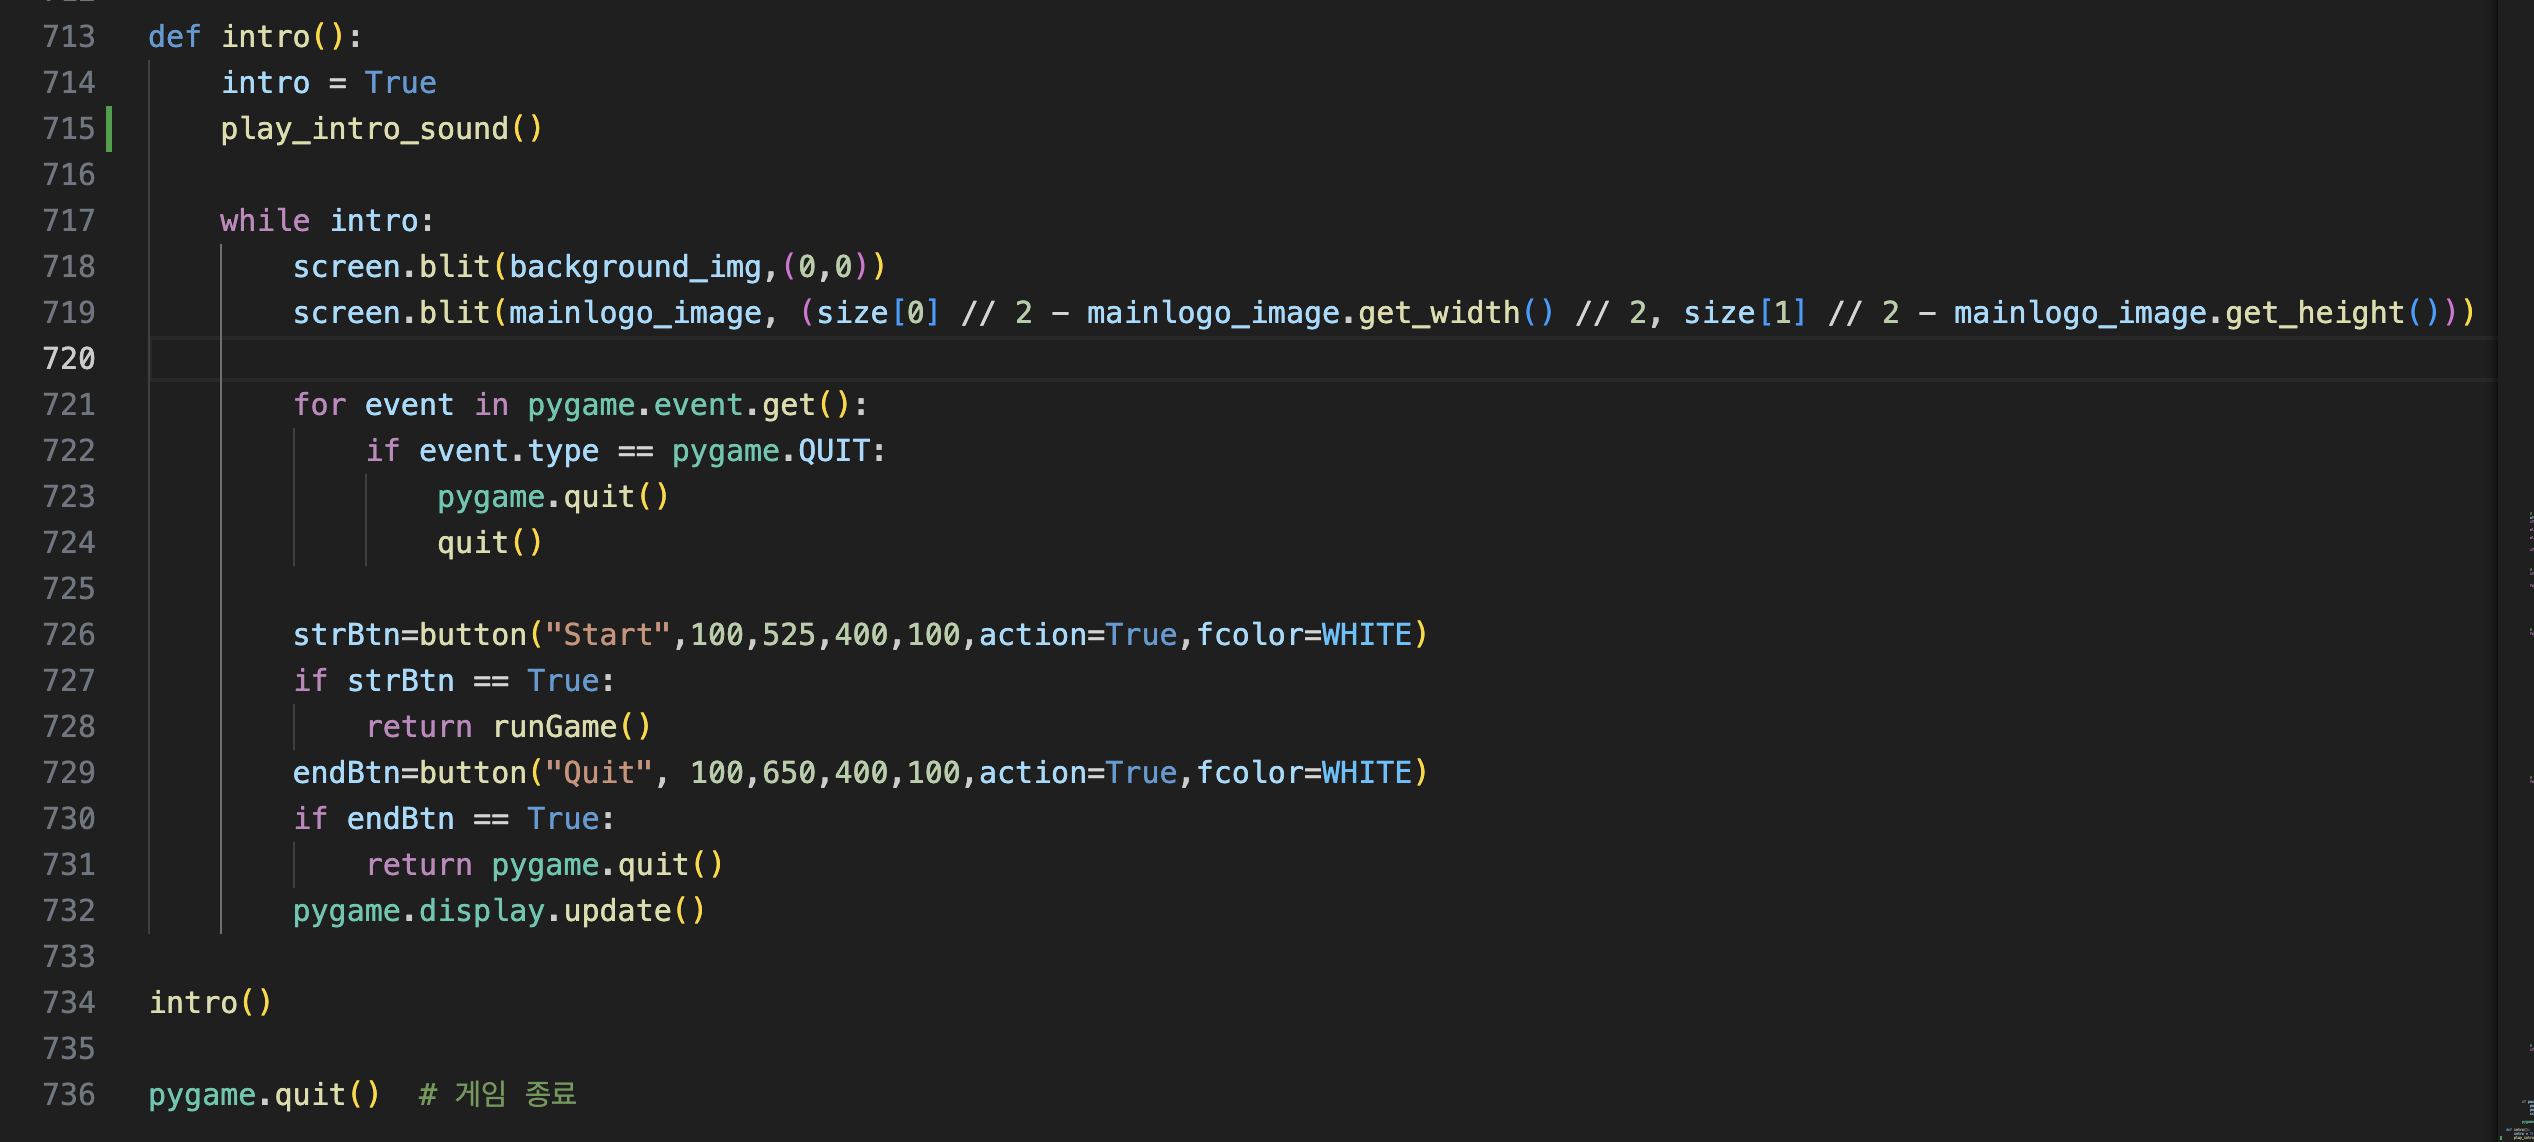 713 def intro():
714     intro = True
715     play_intro_sound()
716
717     while intro:
718         screen.blit(background_img,(0,0))
719         screen.blit(mainlogo_image, (size[0] // 2 - mainlogo_image.get_width() // 2, size[1] // 2 - mainlogo_image.get_height()))
720
721         for event in pygame.event.get():
722             if event.type == pygame.QUIT:
723                 pygame.quit()
724                 quit()
725
726         strBtn=button("Start",100,525,400,100,action=True,fcolor=WHITE)
727         if strBtn == True:
728             return runGame()
729         endBtn=button("Quit", 100,650,400,100,action=True,fcolor=WHITE)
730         if endBtn == True:
731             return pygame.quit()
732         pygame.display.update()
733
734 intro()
735
736 pygame.quit()  # 게임 종료